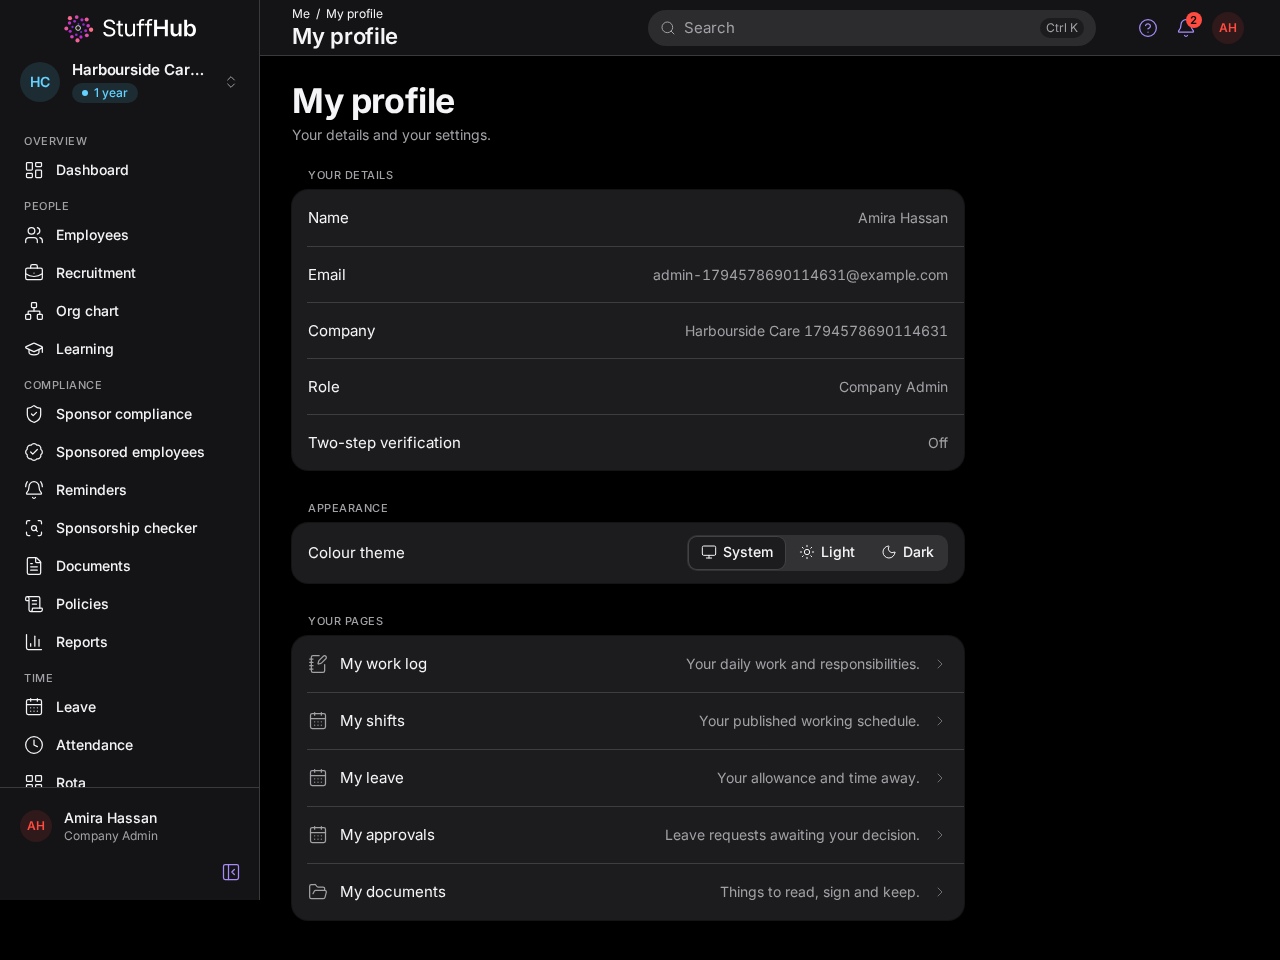 StuffHub
HC
Harbourside Car...
1 year
OVERVIEW
Dashboard
PEOPLE
Employees
Recruitment
Org chart
Learning
COMPLIANCE
Sponsor compliance
Sponsored employees
Reminders
Sponsorship checker
Documents
Policies
Reports
TIME
Leave
Attendance
Rota
AH
Amira Hassan
Company Admin
Me / My profile
My profile
Search
Ctrl K
2
AH
My profile
Your details and your settings.
YOUR DETAILS
Name Amira Hassan
Email admin-1794578690114631@example.com
Company Harbourside Care 1794578690114631
Role Company Admin
Two-step verification Off
APPEARANCE
Colour theme System Light Dark
YOUR PAGES
My work log Your daily work and responsibilities.
My shifts Your published working schedule.
My leave Your allowance and time away.
My approvals Leave requests awaiting your decision.
My documents Things to read, sign and keep.